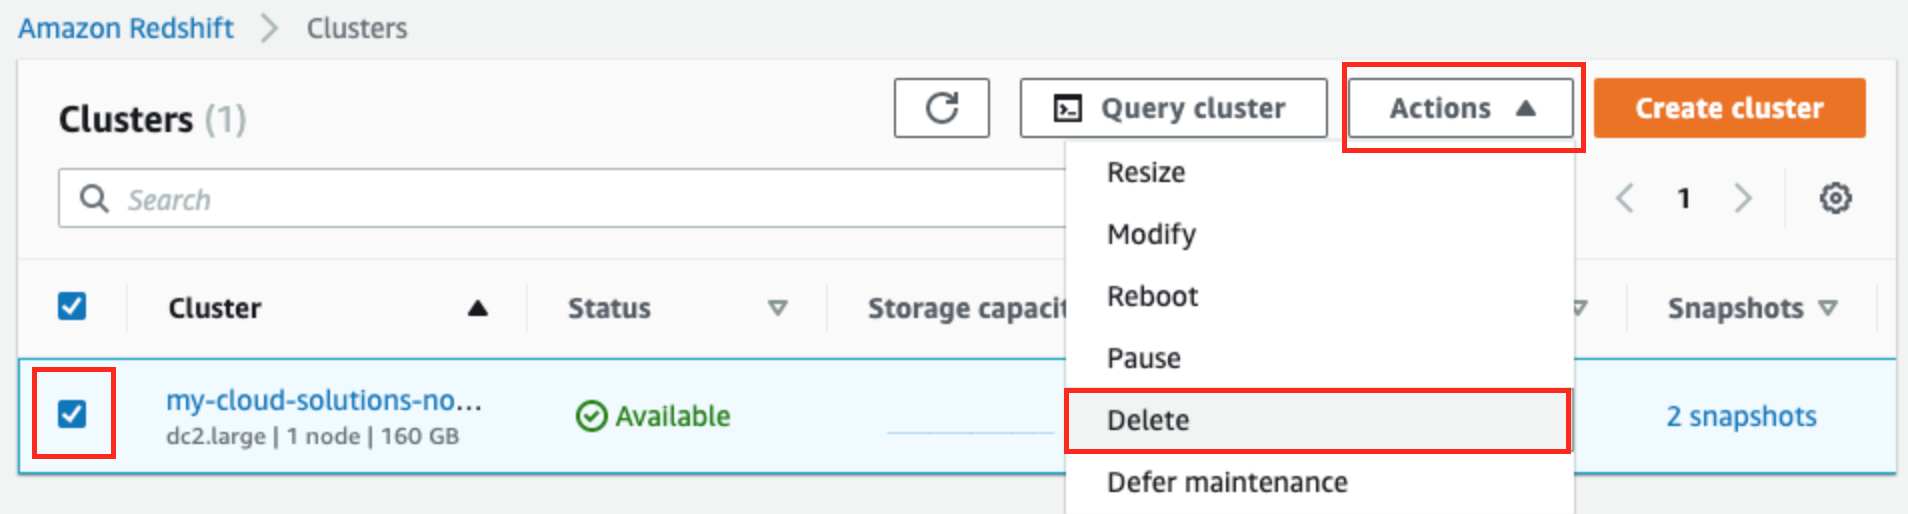 Amazon Redshift > Clusters
Clusters (1)
Query cluster
Actions
Create cluster
Search
1
Resize
Modify
Reboot
Pause
Delete
Defer maintenance
Cluster
Status
Storage capacit
Snapshots
my-cloud-solutions-no...
Available
2 snapshots
dc2.large | 1 node | 160 GB